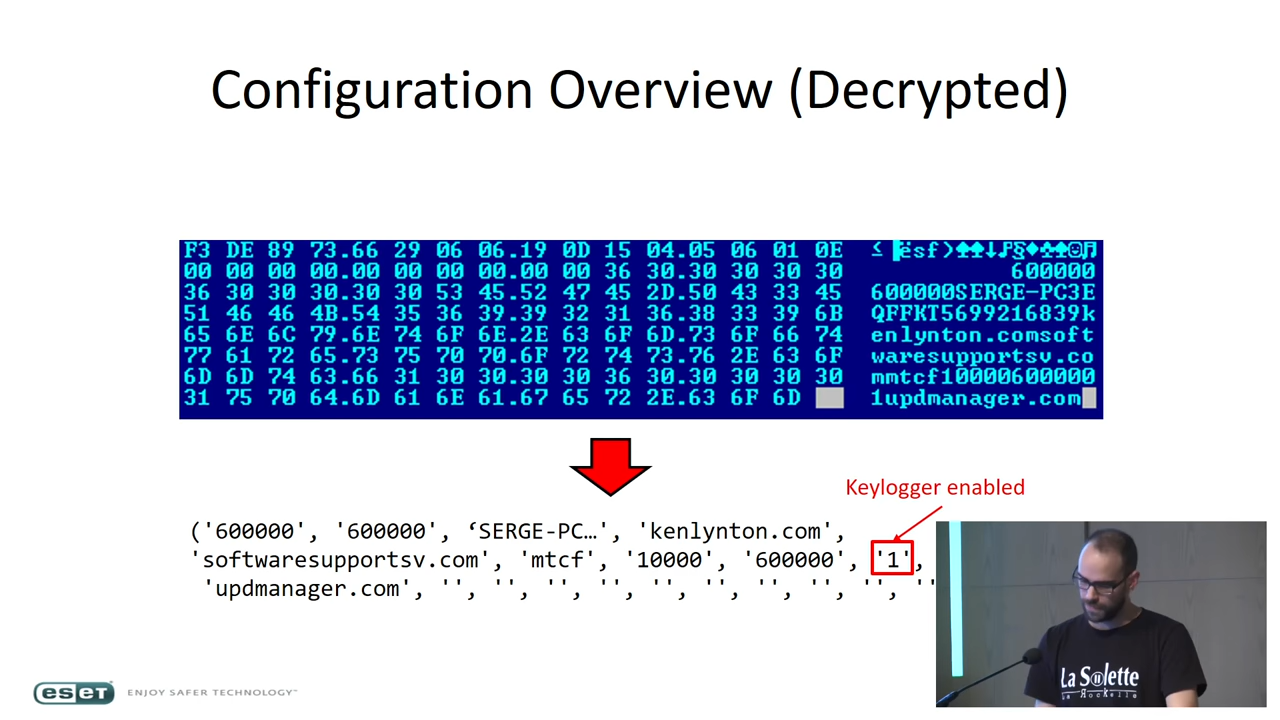 Configuration Overview (Decrypted)
F3 DE 89 73.66 29 06 06.19 0D 15 04.05 06 01 0E ≤ ësf)♠♠↓♪§♦♣♠☺♫
00 00 00 00.00 00 00 00.00 00 36 30.30 30 30 30 600000
36 30 30 30.30 30 53 45.52 47 45 2D.50 43 33 45 600000SERGE-PC3E
51 46 46 4B.54 35 36 39.39 32 31 36.38 33 39 6B QFFKT5699216839k
65 6E 6C 79.6E 74 6F 6E.2E 63 6F 6D.73 6F 66 74 enlynton.comsoft
77 61 72 65.73 75 70 70.6F 72 74 73.76 2E 63 6F waresupportsv.co
6D 6D 74 63.66 31 30 30.30 30 36 30.30 30 30 30 mmtcf10000600000
31 75 70 64.6D 61 6E 61.67 65 72 2E.63 6F 6D 1updmanager.com
Keylogger enabled
('600000', '600000', ‘SERGE-PC…', 'kenlynton.com',
'softwaresupportsv.com', 'mtcf', '10000', '600000', '1',
'updmanager.com', '', '', '', '', '', '', '', '', '', ''
eset ENJOY SAFER TECHNOLOGY™
La Solette
La Rockelle